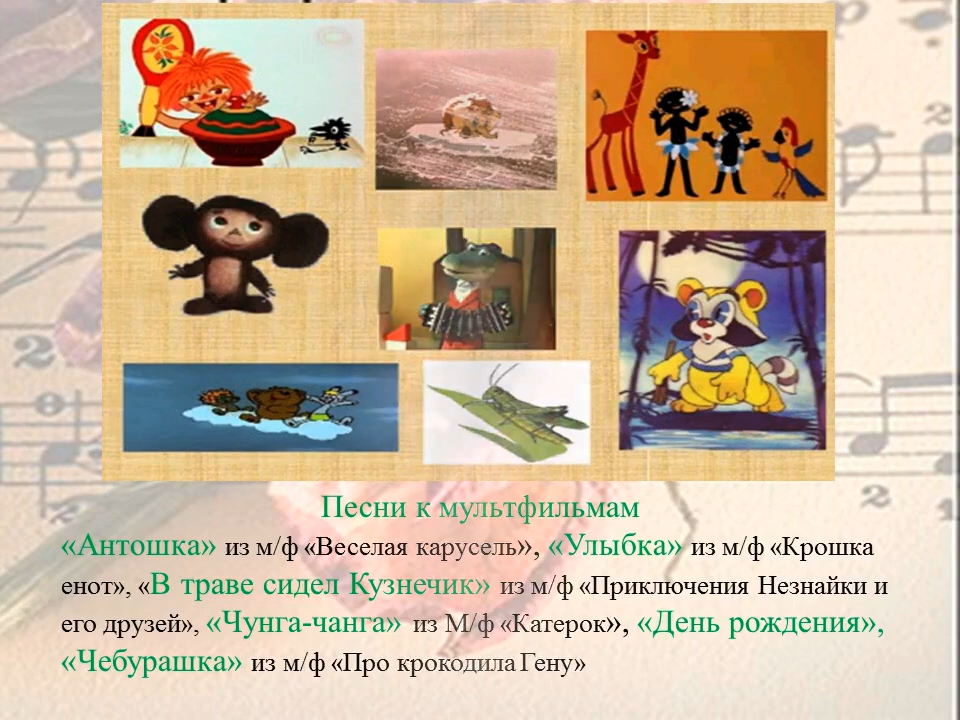 Песни к мультфильмам
«Антошка» из м/ф «Веселая карусель», «Улыбка» из м/ф «Крошка
енот», «В траве сидел Кузнечик» из м/ф «Приключения Незнайки и
его друзей», «Чунга-чанга» из М/ф «Катерок», «День рождения»,
«Чебурашка» из м/ф «Про крокодила Гену»